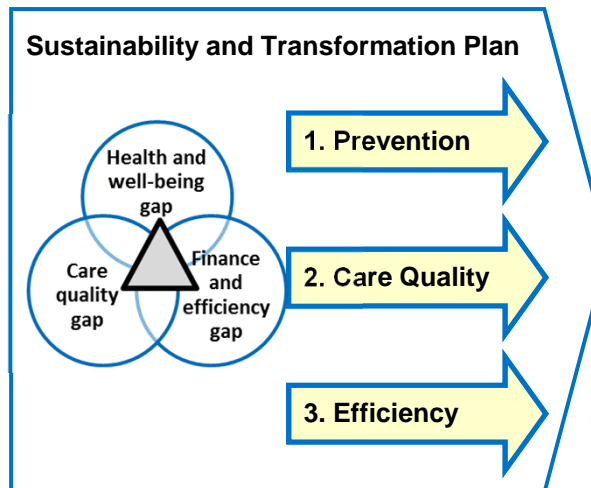 Sustainability and Transformation Plan
Health and
well-being
gap
Care
quality
gap
Finance
and
efficiency
gap
1. Prevention
2. Care Quality
3. Efficiency